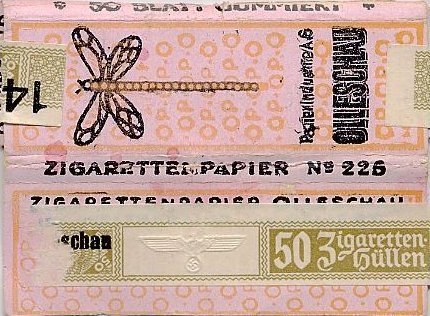 50 BLATT GUMMIERT
14
Papierindustrie A.G
OLLESCHAU
ZIGARETTENPAPIER No 226
ZIGARETTENPAPIER OLLESCHAU
schau
50 Zigaretten-
Hüllen